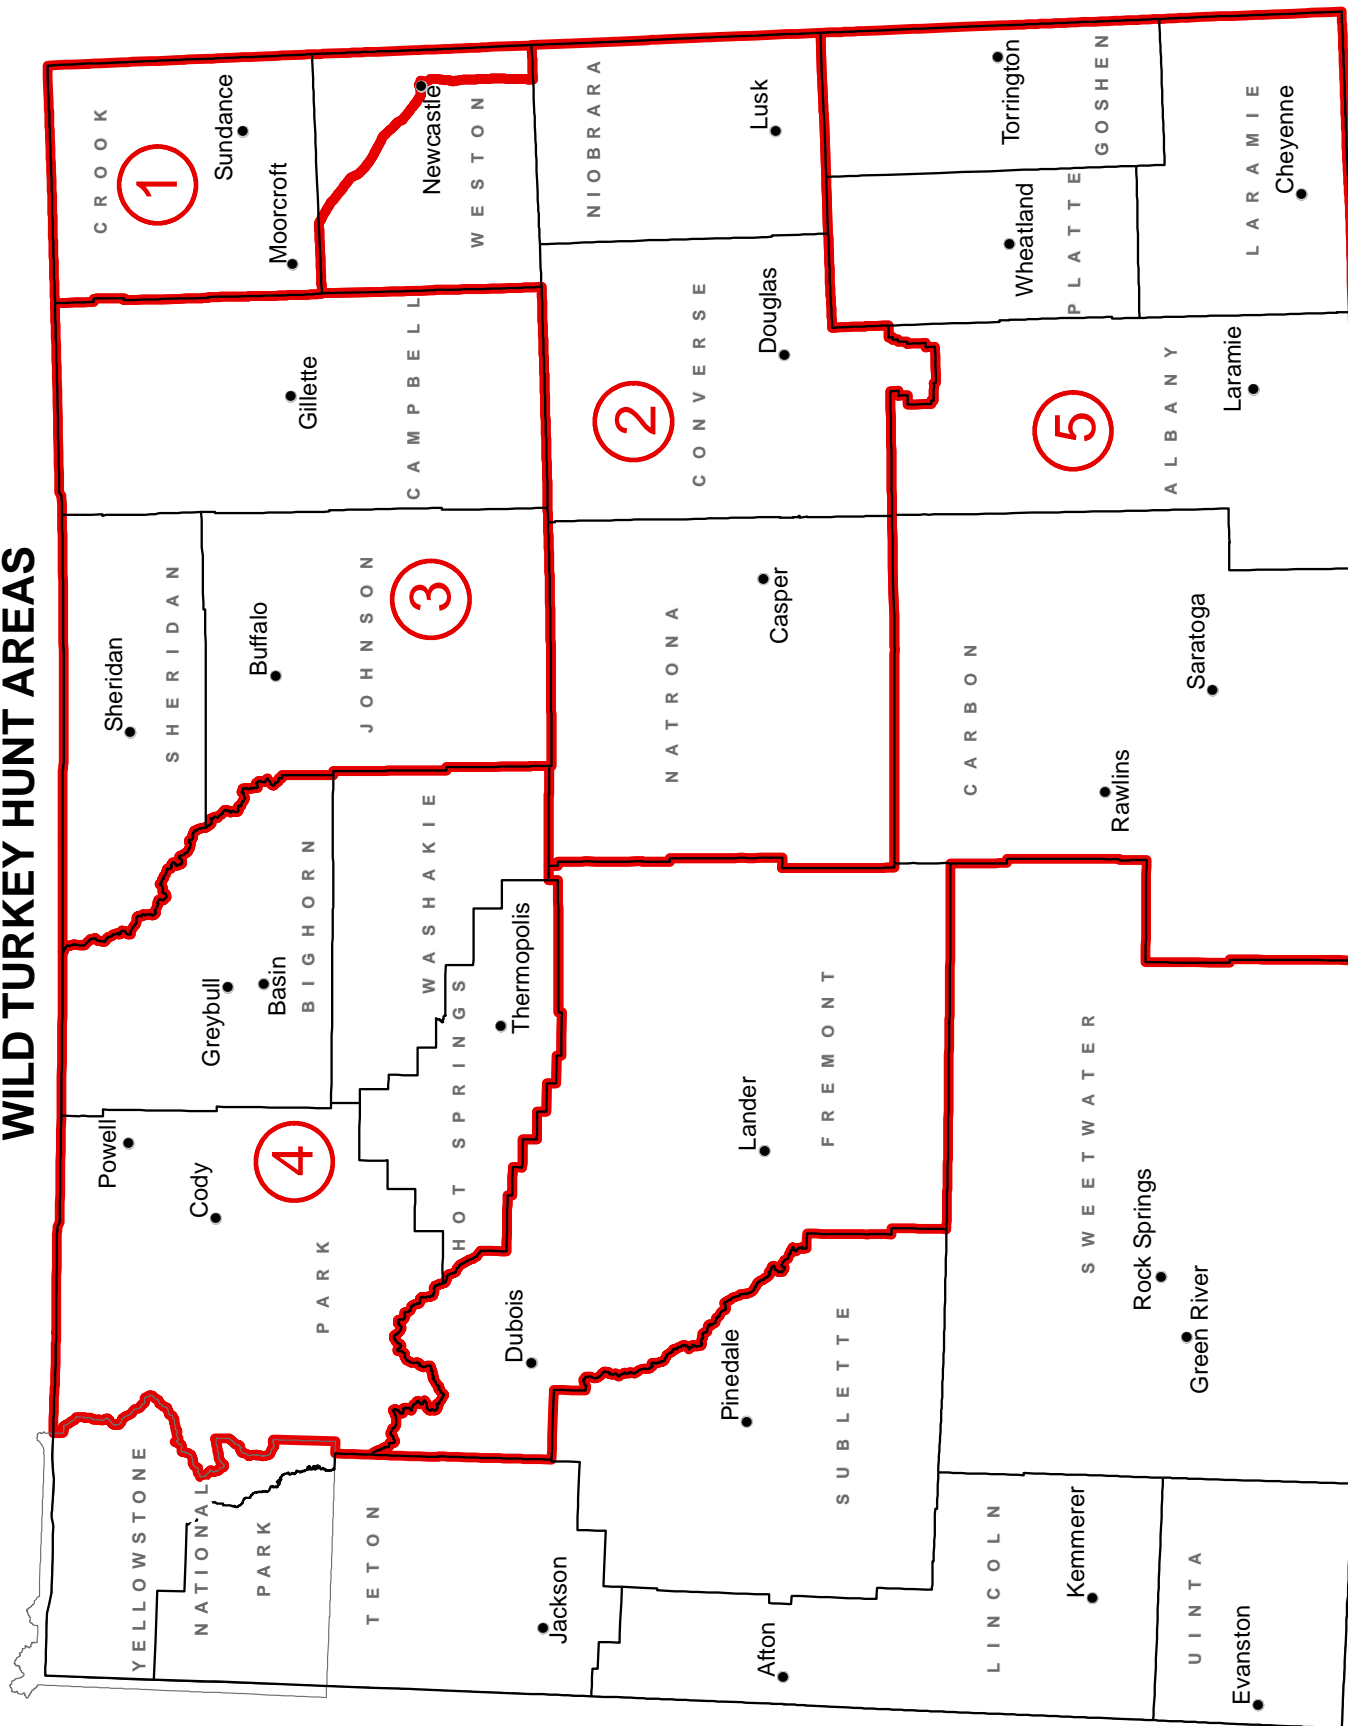 WILD TURKEY HUNT AREAS
YELLOWSTONE
NATIONAL
PARK
TETON
Jackson
Afton
LINCOLN
Kemmerer
UINTA
Evanston
Powell
Cody
4
PARK
HOT SPRINGS
Thermopolis
Dubois
Pinedale
SUBLETTE
Greybull
Basin
BIGHORN
WASHAKIE
Lander
FREMONT
SWEETWATER
Rock Springs
Green River
Sheridan
SHERIDAN
Buffalo
JOHNSON
3
NATRONA
Casper
CARBON
Rawlins
Saratoga
Gillette
CAMPBELL
2
CONVERSE
Douglas
5
ALBANY
Laramie
CROOK
1
Sundance
Moorcroft
Newcastle
WESTON
NIOBRARA
Lusk
Torrington
GOSHEN
Wheatland
PLATTE
LARAMIE
Cheyenne